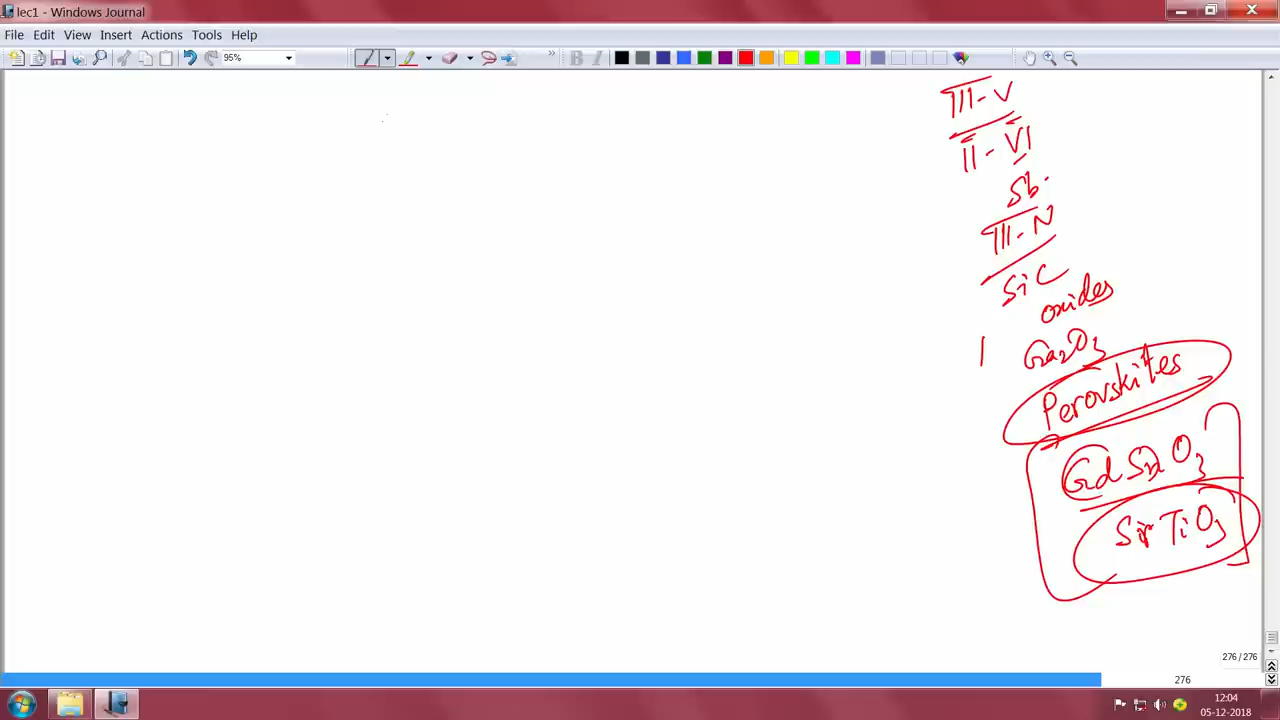 lec1 - Windows Journal
File Edit View Insert Actions Tools Help
95%
III-V
II-VI
Sb.
III-N
SiC
oxides
Ga2O3
Perovskites
GdSiO3
SrTiO3
276 / 276
276
12:04
05-12-2018